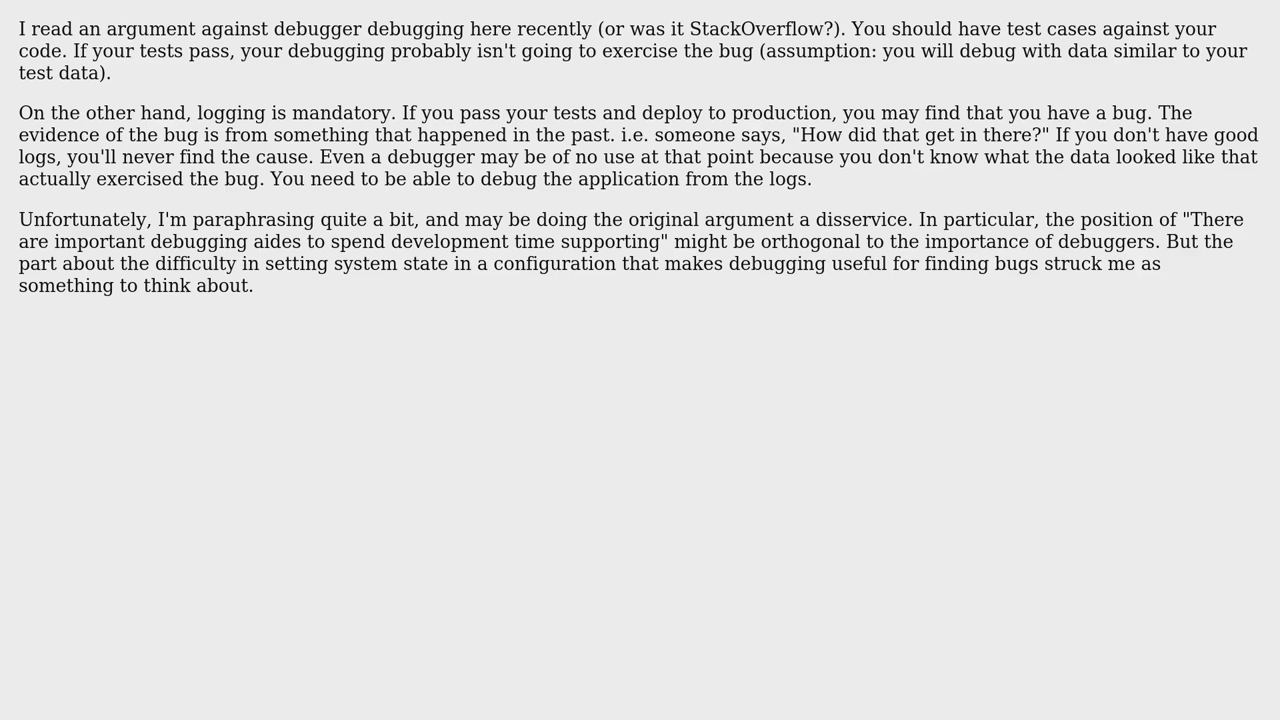 I read an argument against debugger debugging here recently (or was it StackOverflow?). You should have test cases against your
code. If your tests pass, your debugging probably isn't going to exercise the bug (assumption: you will debug with data similar to your
test data).
On the other hand, logging is mandatory. If you pass your tests and deploy to production, you may find that you have a bug. The
evidence of the bug is from something that happened in the past. i.e. someone says, "How did that get in there?" If you don't have good
logs, you'll never find the cause. Even a debugger may be of no use at that point because you don't know what the data looked like that
actually exercised the bug. You need to be able to debug the application from the logs.
Unfortunately, I'm paraphrasing quite a bit, and may be doing the original argument a disservice. In particular, the position of "There
are important debugging aides to spend development time supporting" might be orthogonal to the importance of debuggers. But the
part about the difficulty in setting system state in a configuration that makes debugging useful for finding bugs struck me as
something to think about.